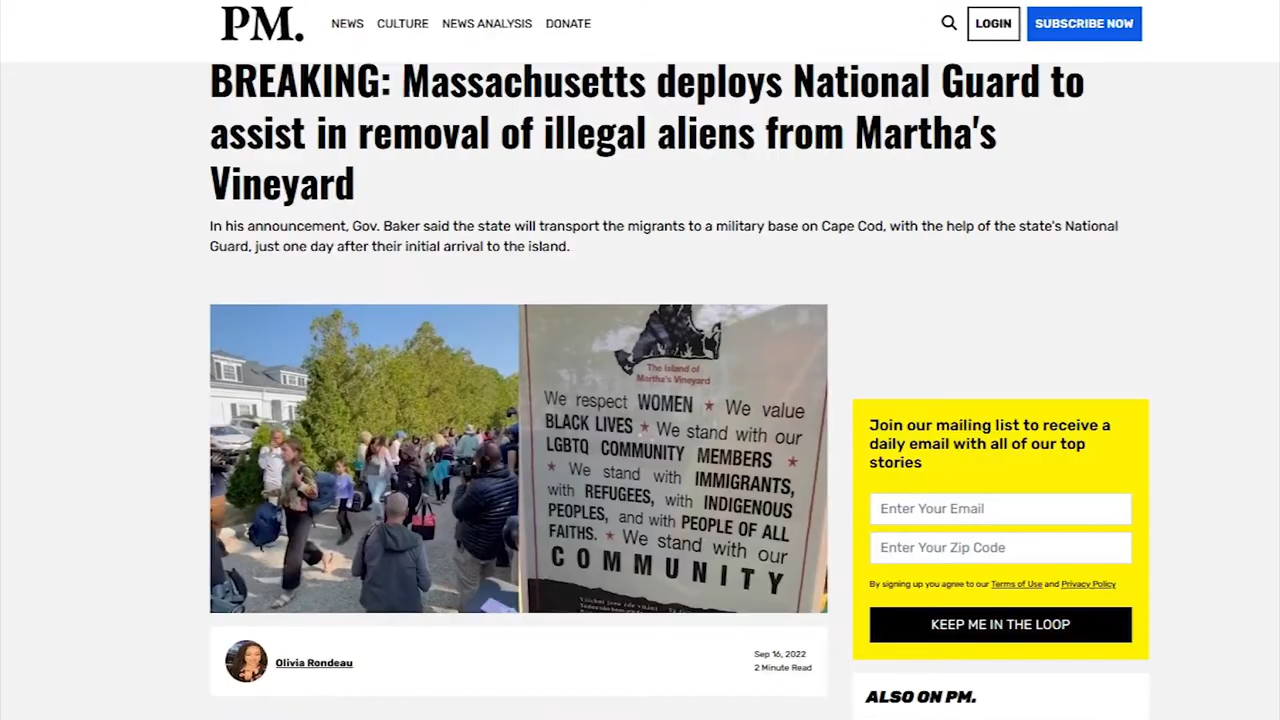 PM.
NEWS CULTURE NEWS ANALYSIS DONATE
LOGIN
SUBSCRIBE NOW
BREAKING: Massachusetts deploys National Guard to
assist in removal of illegal aliens from Martha's
Vineyard
In his announcement, Gov. Baker said the state will transport the migrants to a military base on Cape Cod, with the help of the state's National
Guard, just one day after their initial arrival to the island.
The Island of
Martha's Vineyard
We respect WOMEN ★ We value
BLACK LIVES ★ We stand with our
LGBTQ COMMUNITY MEMBERS ★
★ We stand with IMMIGRANTS,
with REFUGEES, with INDIGENOUS
PEOPLES, and with PEOPLE OF ALL
FAITHS. ★ We stand with our
COMMUNITY
Olivia Rondeau
Sep 16, 2022
2 Minute Read
Join our mailing list to receive a
daily email with all of our top
stories
Enter Your Email
Enter Your Zip Code
By signing up you agree to our Terms of Use and Privacy Policy
KEEP ME IN THE LOOP
ALSO ON PM.